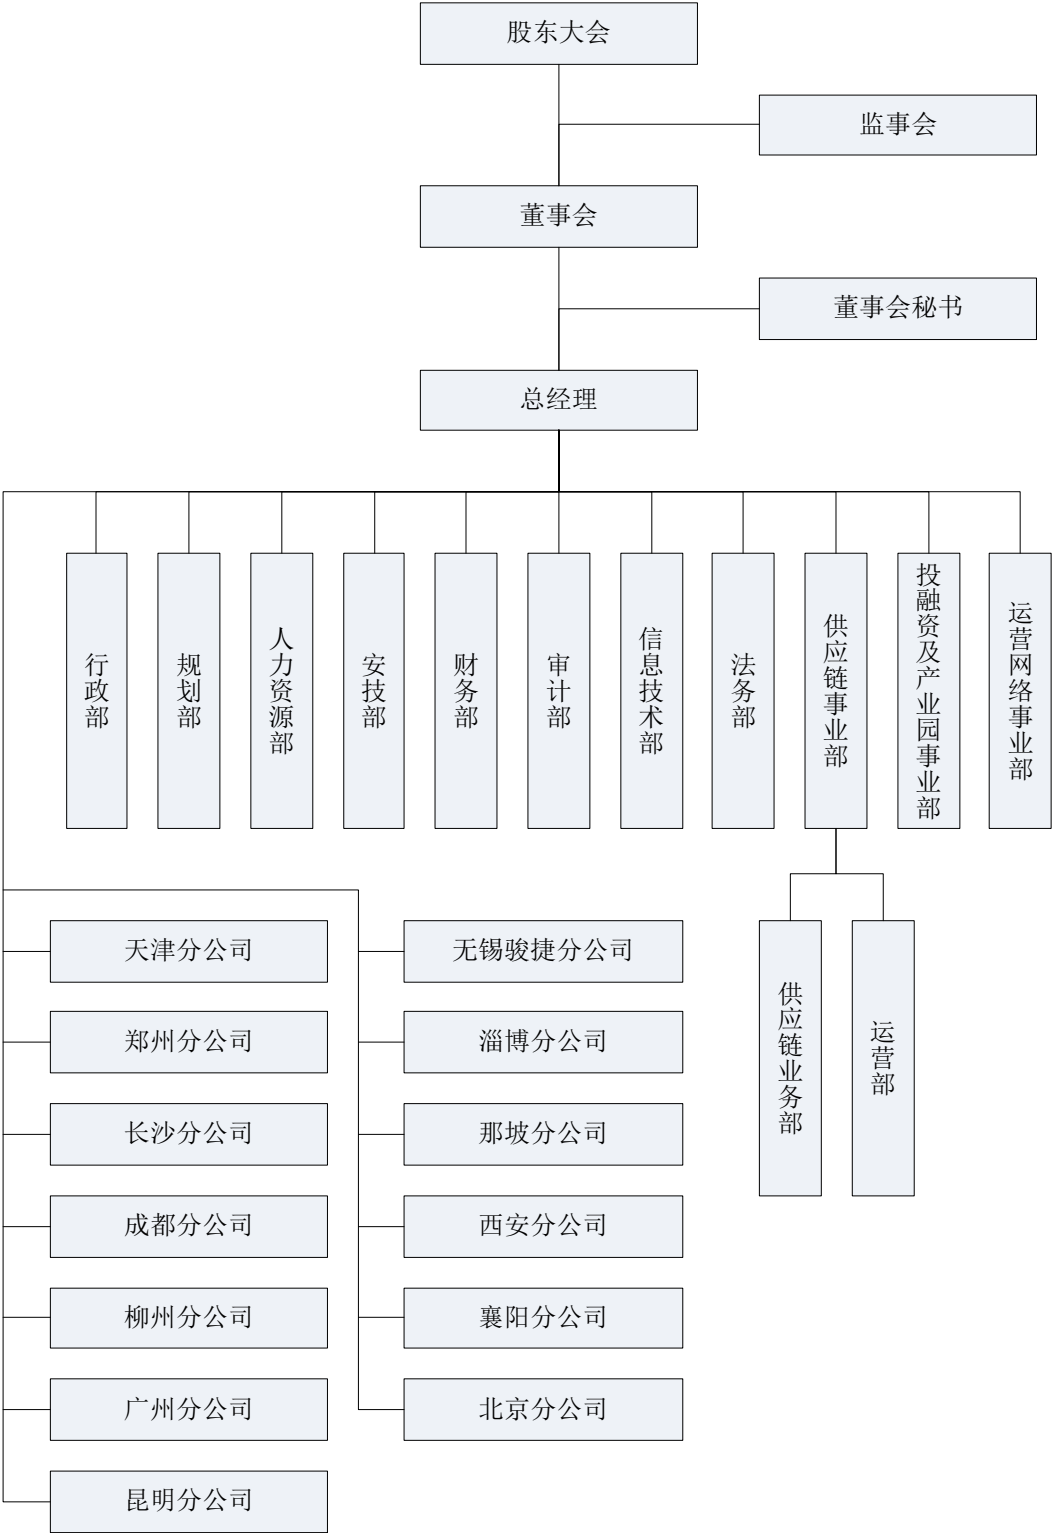 股东大会
监事会
董事会
董事会秘书
总经理
行政部
规划部
人力资源部
安技部
财务部
审计部
信息技术部
法务部
供应链事业部
投融资及产业园事业部
运营网络事业部
天津分公司
无锡骏捷分公司
供应链业务部
运营部
郑州分公司
淄博分公司
长沙分公司
那坡分公司
成都分公司
西安分公司
柳州分公司
襄阳分公司
广州分公司
北京分公司
昆明分公司